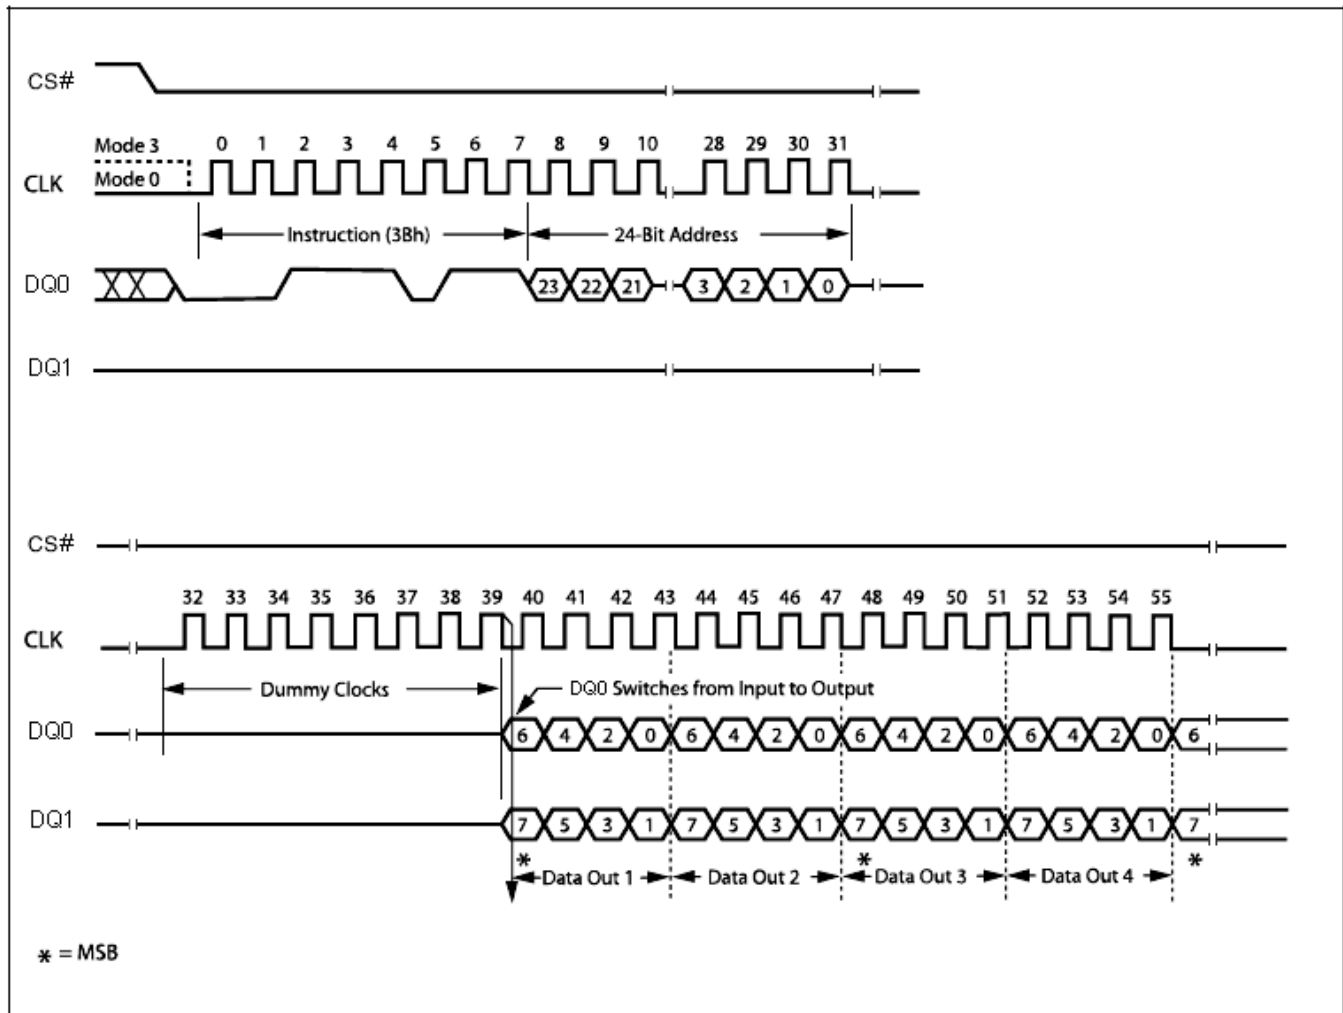 CS#
Mode 3
0 1 2 3 4 5 6 7 8 9 10 28 29 30 31
CLK
Mode 0
Instruction (3Bh) 24-Bit Address
DQ0 23 22 21 3 2 1 0
DQ1
CS#
32 33 34 35 36 37 38 39 40 41 42 43 44 45 46 47 48 49 50 51 52 53 54 55
CLK
Dummy Clocks DQ0 Switches from Input to Output
DQ0 6 4 2 0 6 4 2 0 6 4 2 0 6 4 2 0 6
DQ1 7 5 3 1 7 5 3 1 7 5 3 1 7 5 3 1 7
* * *
Data Out 1 Data Out 2 Data Out 3 Data Out 4
* = MSB